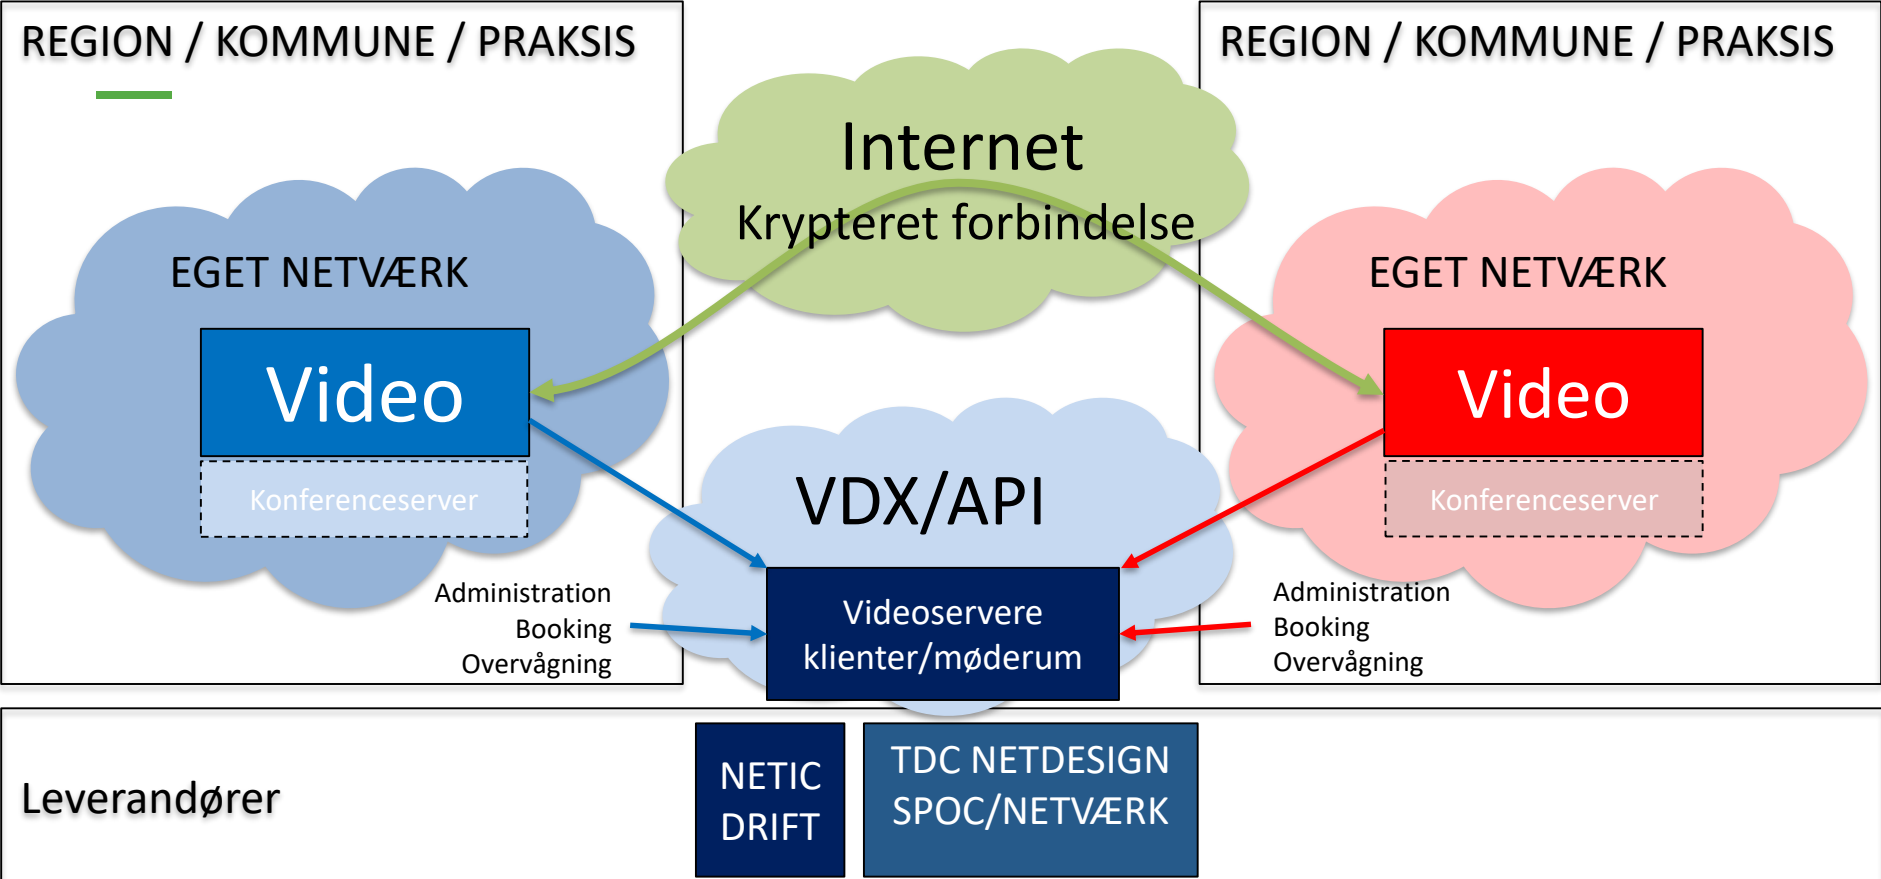 REGION / KOMMUNE / PRAKSIS
REGION / KOMMUNE / PRAKSIS
Internet
Krypteret forbindelse
EGET NETVÆRK
Video
Konferenceserver
EGET NETVÆRK
Video
Konferenceserver
VDX/API
Videoservere
klienter/møderum
Administration
Booking
Overvågning
Administration
Booking
Overvågning
Leverandører
NETIC
DRIFT
TDC NETDESIGN
SPOC/NETVÆRK